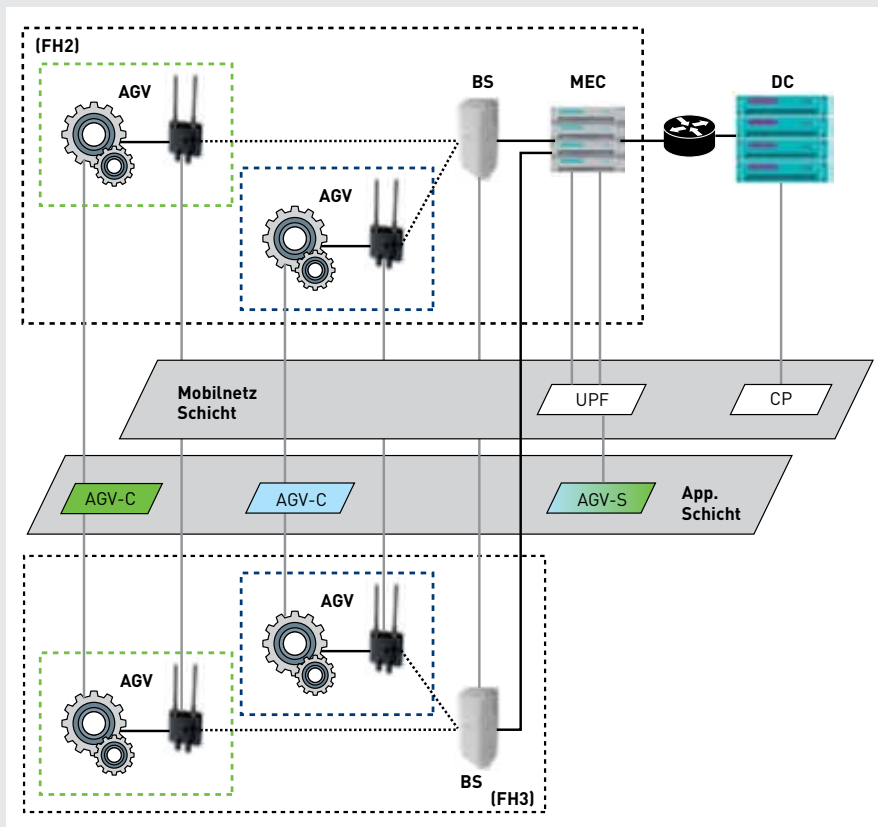 (FH2)
AGV
BS
MEC
DC
AGV
Mobilnetz
Schicht
UPF
CP
AGV-C
AGV-C
AGV-S
App.
Schicht
AGV
AGV
BS
(FH3)